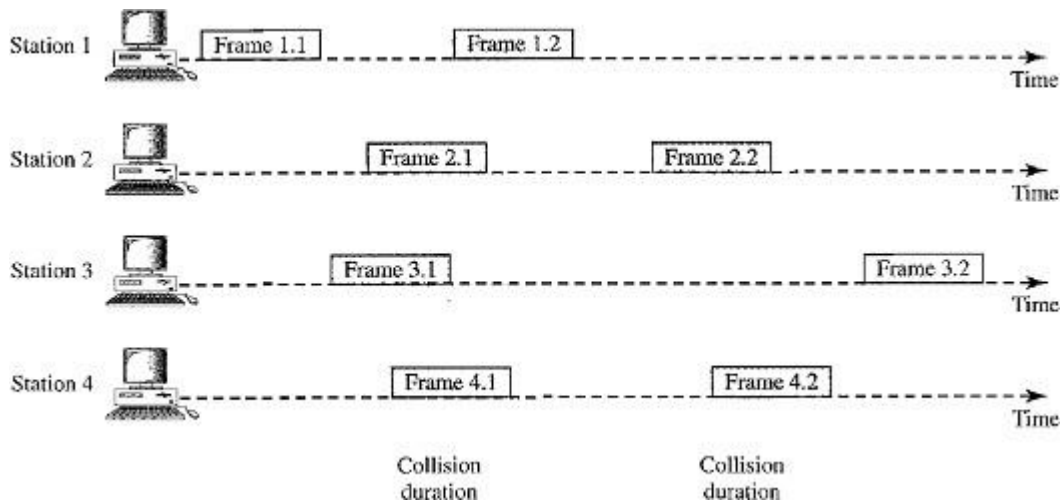 Station 1
Frame 1.1
Frame 1.2
Time
Station 2
Frame 2.1
Frame 2.2
Time
Station 3
Frame 3.1
Frame 3.2
Time
Station 4
Frame 4.1
Frame 4.2
Time
Collision
duration
Collision
duration